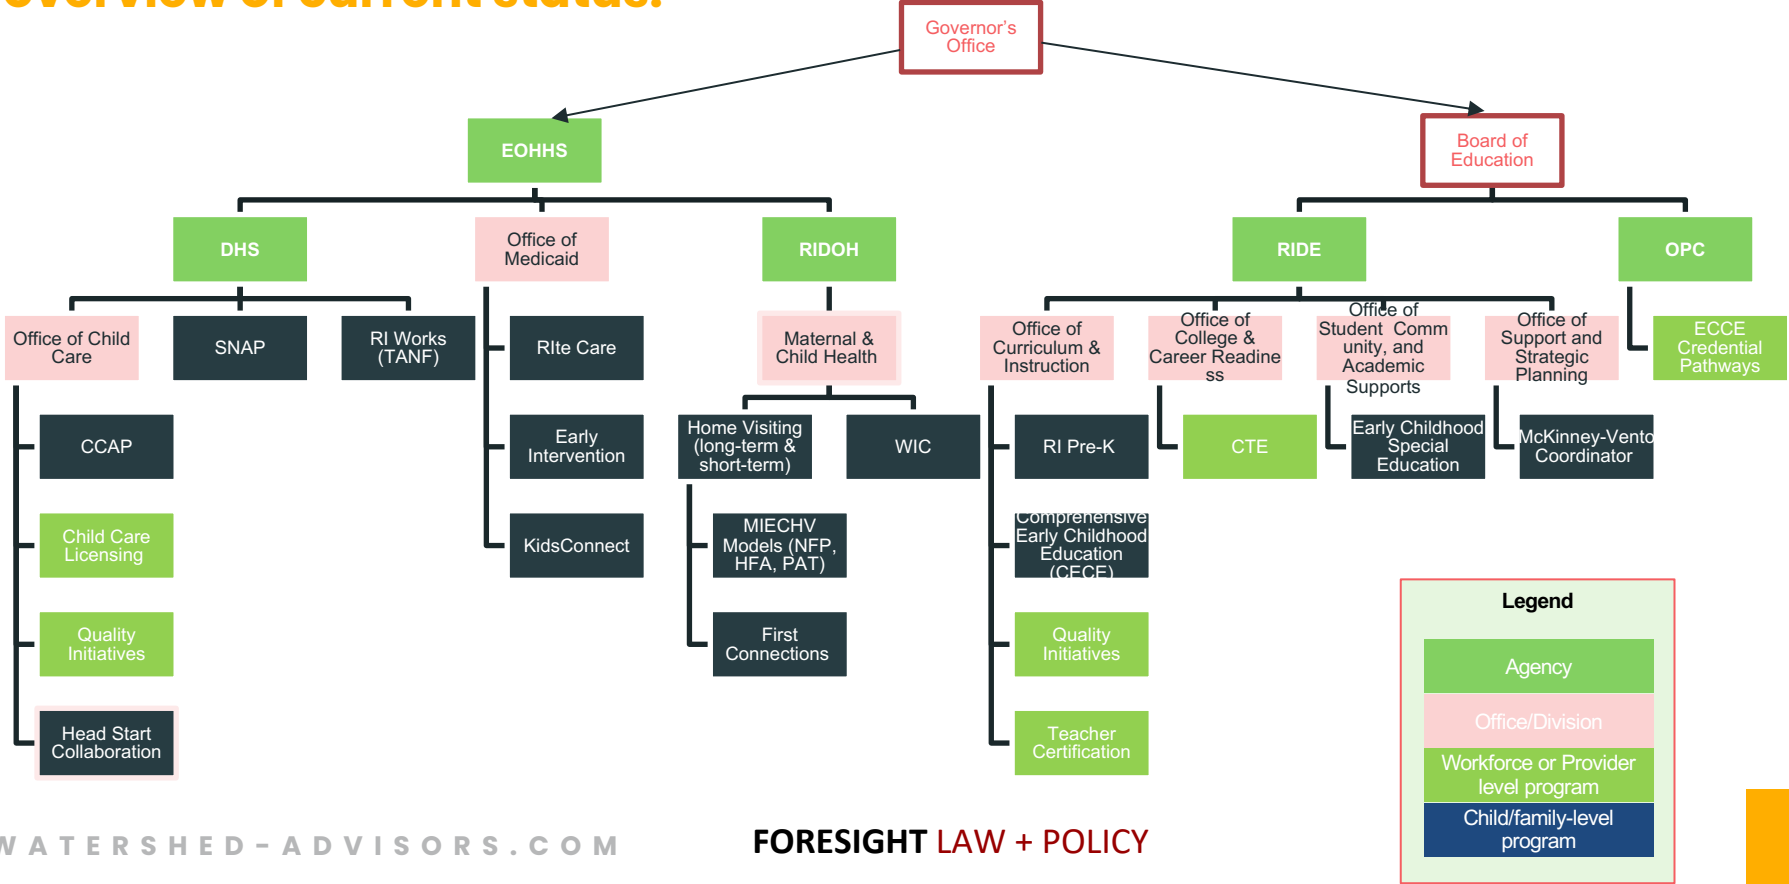 overview of current status.
Governor's
Office
EOHHS
Board of
Education
DHS
Office of
Medicaid
RIDOH
RIDE
OPC
Office of Child
Care
SNAP
RI Works
(TANF)
RIte Care
Maternal &
Child Health
Office of
Curriculum &
Instruction
Office of
College &
Career Readine
ss
Office of
Student Comm
unity, and
Academic
Supports
Office of
Support and
Strategic
Planning
ECCE
Credential
Pathways
CCAP
Early
Intervention
Home Visiting
(long-term &
short-term)
WIC
RI Pre-K
CTE
Early Childhood
Special
Education
McKinney-Vento
Coordinator
Child Care
Licensing
KidsConnect
MIECHV
Models (NFP,
HFA, PAT)
Comprehensive
Early Childhood
Education
(CECE)
Quality
Initiatives
First
Connections
Quality
Initiatives
Head Start
Collaboration
Teacher
Certification
Legend
Agency
Office/Division
Workforce or Provider
level program
Child/family-level
program
WATERSHED-ADVISORS.COM
FORESIGHT LAW + POLICY